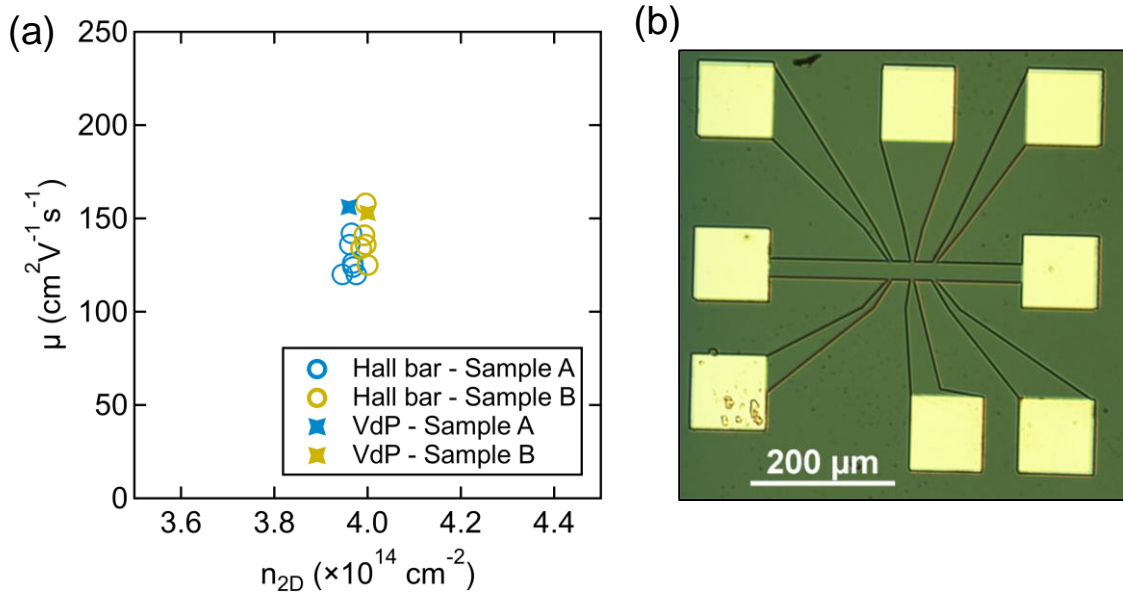 (a)
(b)
250
200
150
100
50
0
μ (cm²V⁻¹s⁻¹)
Hall bar - Sample A
Hall bar - Sample B
VdP - Sample A
VdP - Sample B
3.6 3.8 4.0 4.2 4.4
n₂D (×10¹⁴ cm⁻²)
200 μm